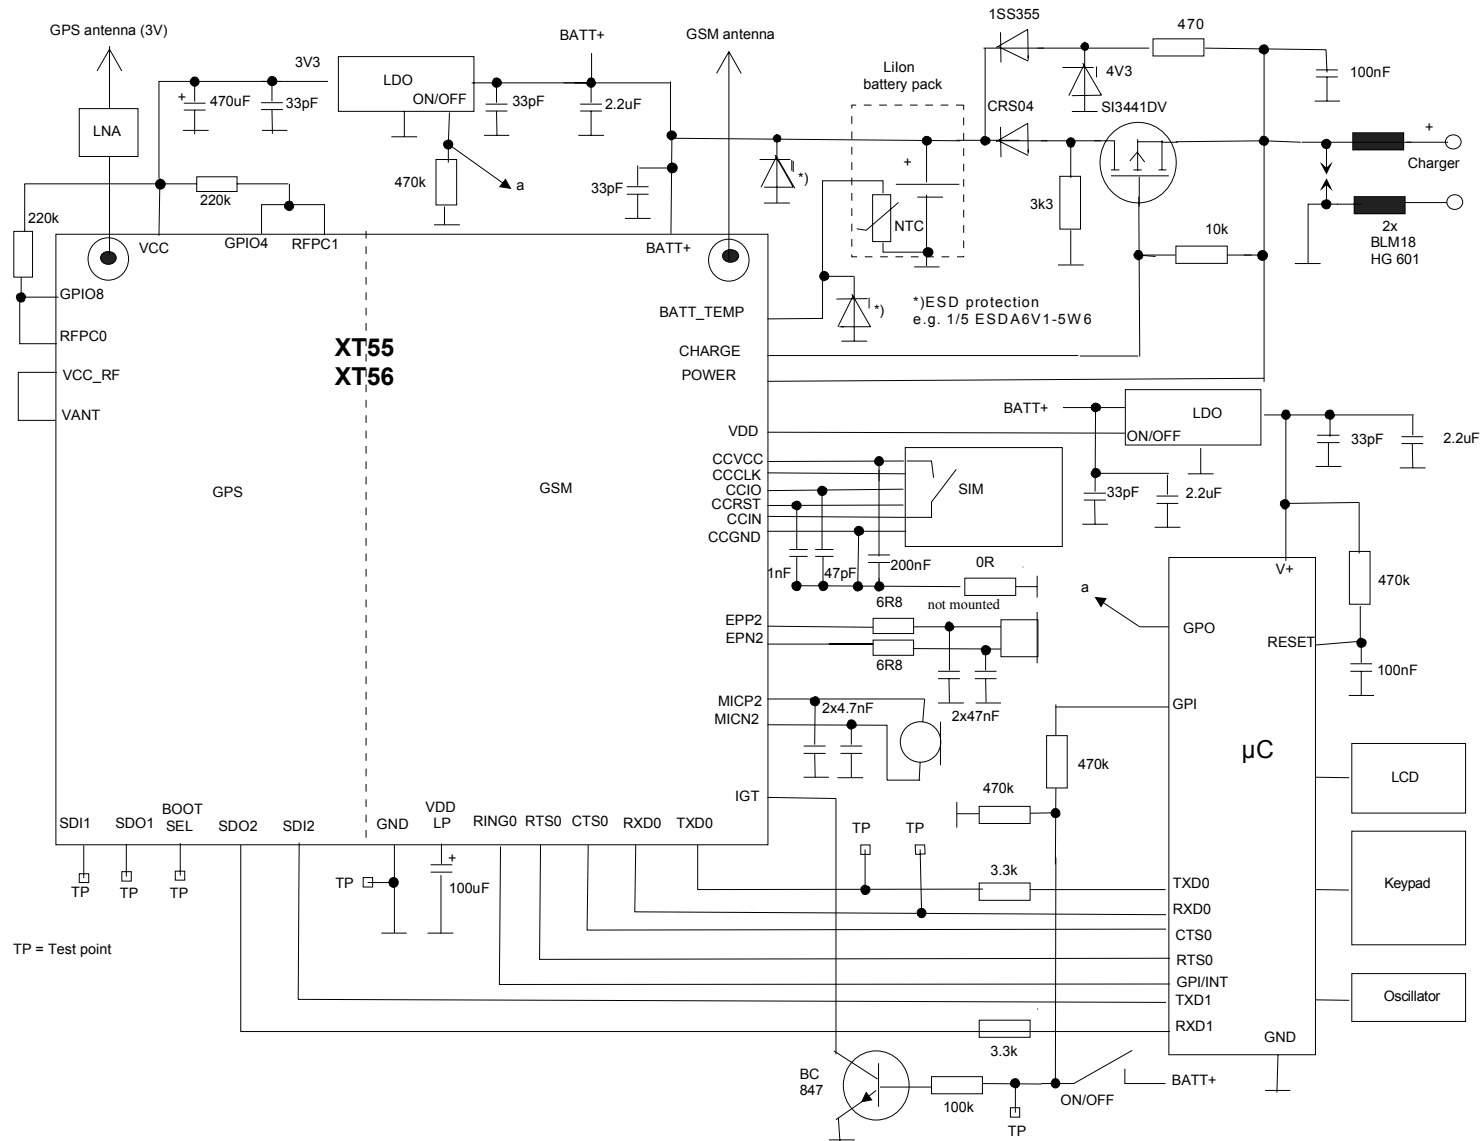 GPS antenna (3V)
LNA
3V3
+
470uF
33pF
LDO
ON/OFF
33pF
BATT+
2.2uF
GSM antenna
470k
a
33pF
*)
LiIon
battery pack
+
NTC
1SS355
470
4V3
CRS04
SI3441DV
100nF
+
Charger
2x
BLM18
HG 601
3k3
10k
*)
*)ESD protection
e.g. 1/5 ESDA6V1-5W6
220k
220k
VCC
GPIO4
RFPC1
BATT+
GPIO8
RFPC0
VCC_RF
VANT
XT55
XT56
GPS
GSM
BATT_TEMP
CHARGE
POWER
VDD
CCVCC
CCCLK
CCIO
CCRST
CCIN
CCGND
SIM
1nF
47pF
200nF
0R
BATT+
LDO
ON/OFF
33pF
2.2uF
33pF
2.2uF
EPP2
EPN2
6R8
6R8
not mounted
2x47nF
MICP2
MICN2
2x4.7nF
IGT
a
V+
GPO
RESET
470k
100nF
GPI
µC
470k
470k
LCD
Keypad
Oscillator
SDI1
SDO1
BOOT
SEL
SDO2
SDI2
GND
VDD
LP
RING0
RTS0
CTS0
RXD0
TXD0
TP
TP
TP
TP
+
100uF
TP
TP
3.3k
TXD0
RXD0
CTS0
RTS0
GPI/INT
TXD1
RXD1
GND
3.3k
TP = Test point
BC
847
100k
TP
ON/OFF
BATT+